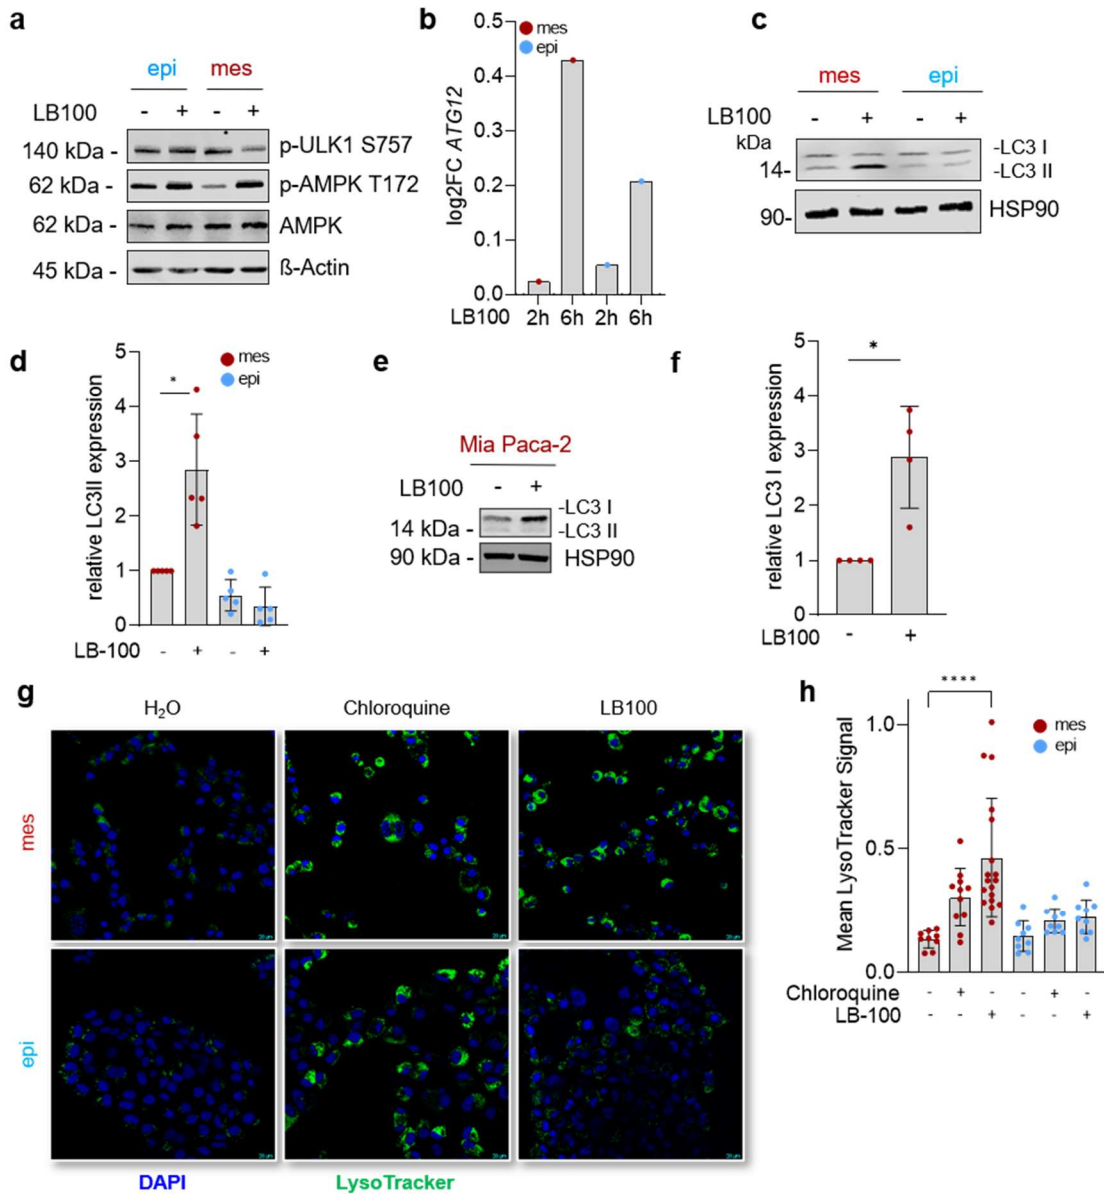 a
epi mes
LB100 - + - +
140 kDa - p-ULK1 S757
62 kDa - p-AMPK T172
62 kDa - AMPK
45 kDa - ß-Actin
b
mes
epi
log2FC ATG12
0.5
0.4
0.3
0.2
0.1
0.0
LB100 2h 6h 2h 6h
c
mes epi
LB100 - + - +
kDa
-LC3 I
14- -LC3 II
90- HSP90
d
mes
epi
relative LC3II expression
5
4
3
2
1
0
*
LB-100 - + - +
e
Mia Paca-2
LB100 - +
-LC3 I
14 kDa - -LC3 II
90 kDa - HSP90
f
relative LC3 I expression
5
4
3
2
1
0
*
LB100 - +
g
H2O Chloroquine LB100
mes
epi
DAPI LysoTracker
h
****
mes
epi
Mean LysoTracker Signal
1.0
0.5
0.0
Chloroquine - + - - + -
LB-100 - - + - - +